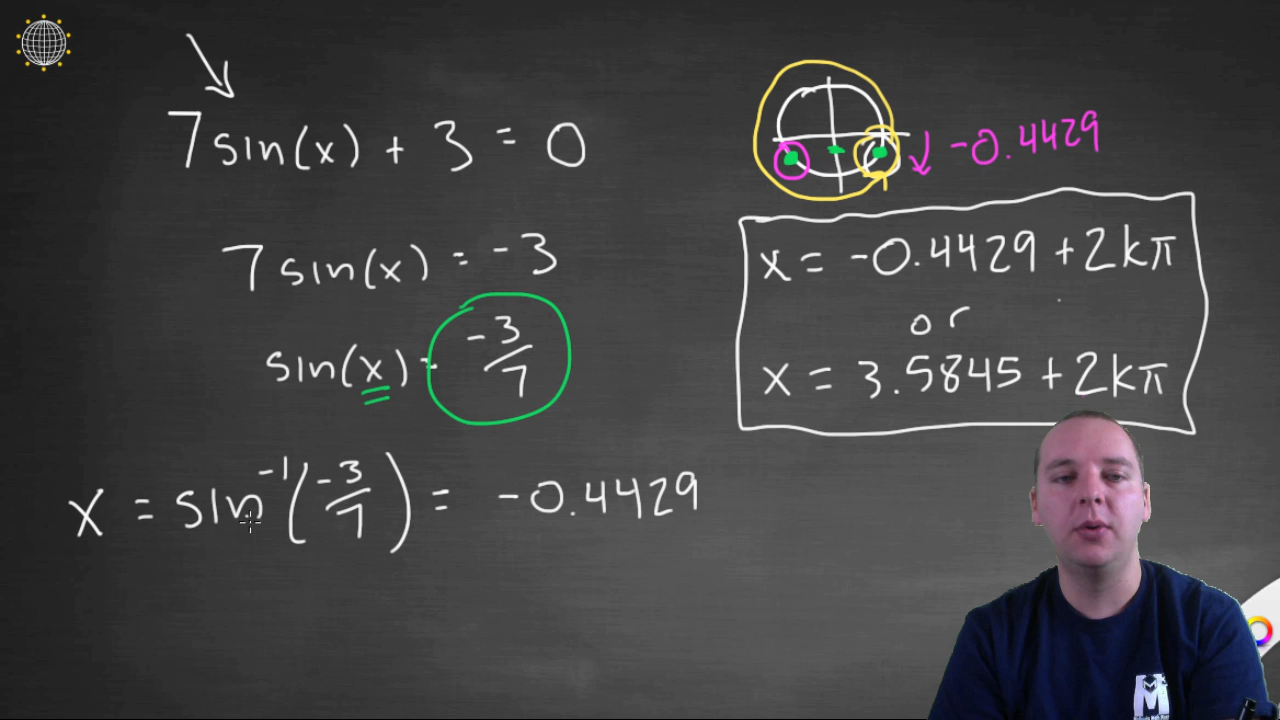 7sin(x) + 3 = 0
7sin(x) = -3
sin(x) = -3/7
x = sin⁻¹(-3/7) = -0.4429
↓ -0.4429
x = -0.4429 + 2kπ
or
x = 3.5845 + 2kπ
M